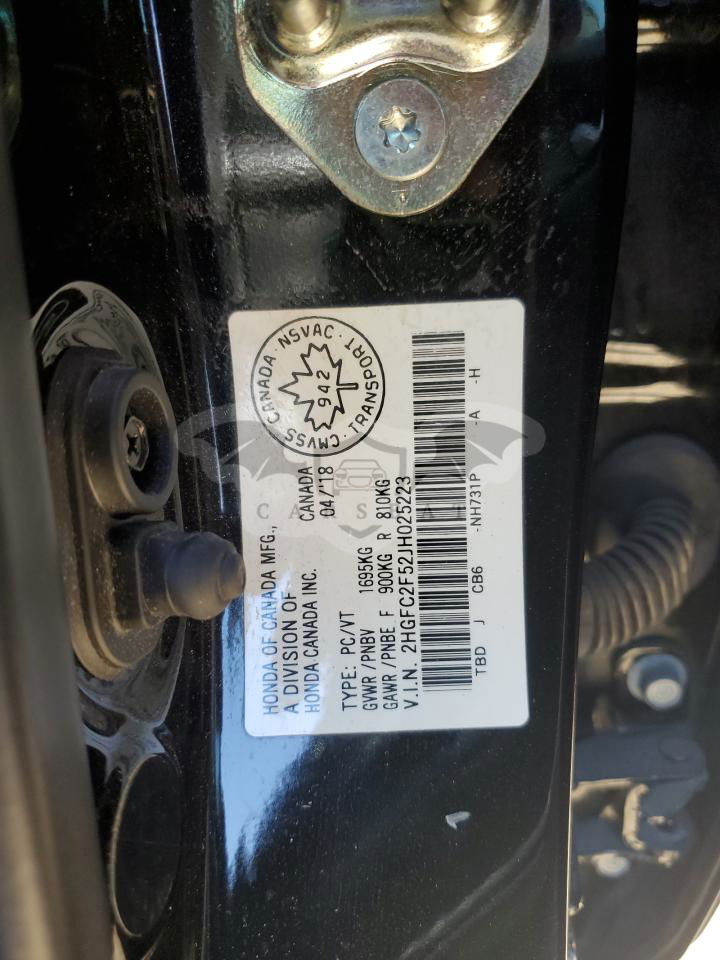 HONDA OF CANADA MFG.,
A DIVISION OF
HONDA CANADA INC.
CANADA
04/'18
CANADA · NSVAC · TRANSPORT · CMVSS
942
TYPE: PC/VT
GVWR/PNBV 1695KG
GAWR/PNBE F 900KG R 810KG
V.I.N. 2HGFC2F52JH025223
TBD J CB6 -NH731P -A -H
CARSAT